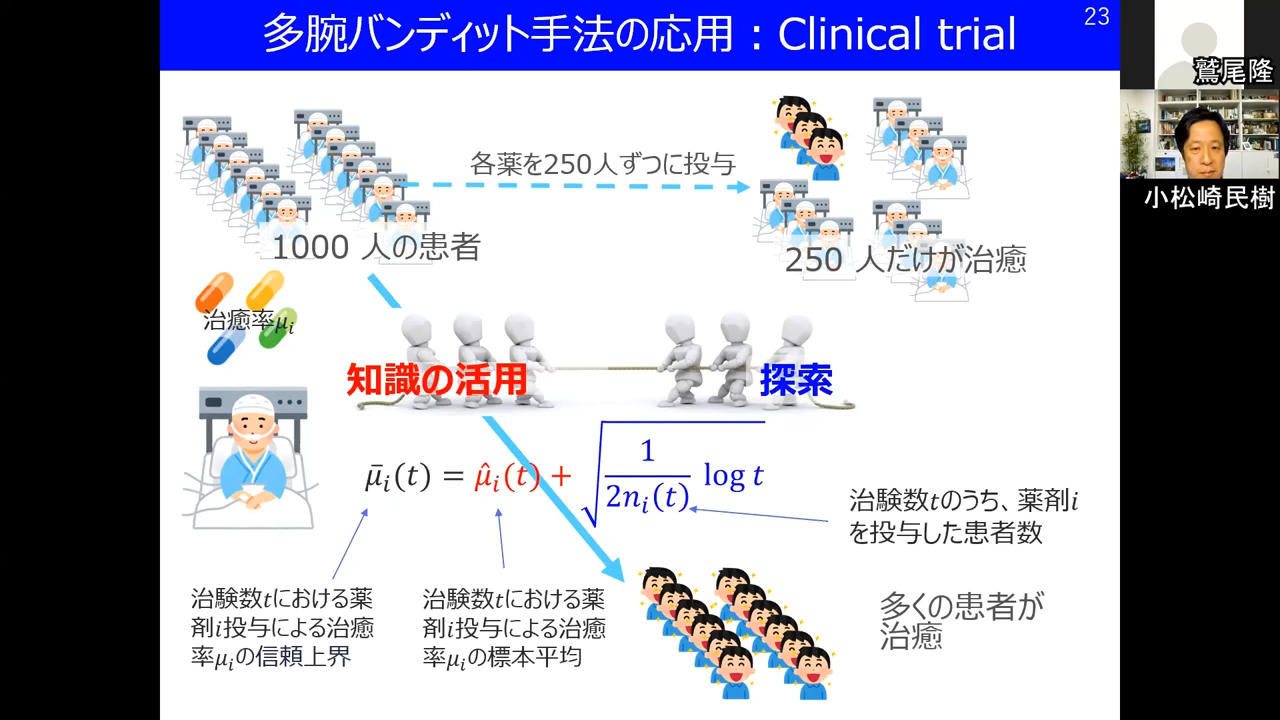 多腕バンディット手法の応用：Clinical trial
23
鷲尾隆
小松崎民樹
各薬を250人ずつに投与
1000 人の患者
250 人だけが治癒
治癒率μᵢ
知識の活用
探索
μ̄ᵢ(t) = μ̂ᵢ(t) + √(1/(2nᵢ(t)) log t)
治験数tのうち、薬剤i
を投与した患者数
治験数tにおける薬
剤i投与による治癒
率μᵢの信頼上界
治験数tにおける薬
剤i投与による治癒
率μᵢの標本平均
多くの患者が
治癒